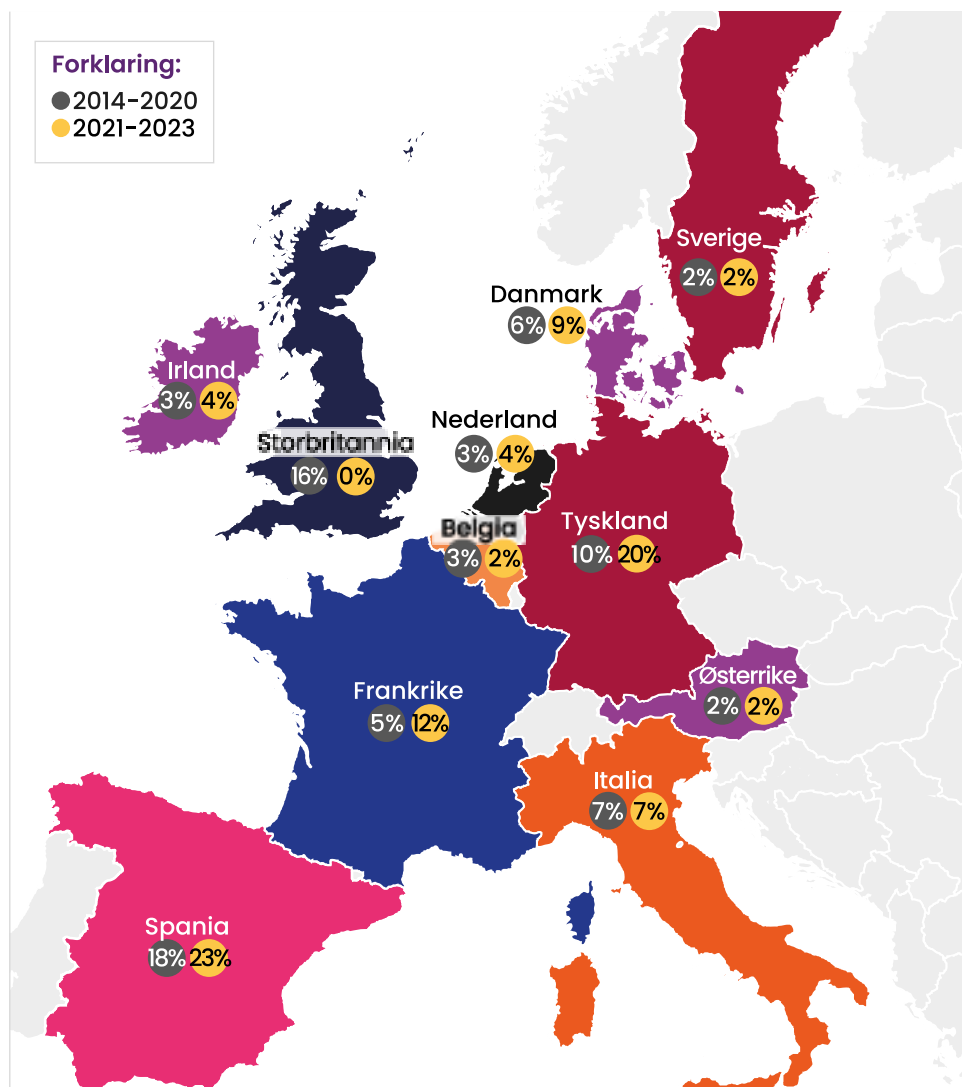 Forklaring:
2014-2020
2021-2023
Sverige
2% 2%
Danmark
6% 9%
Irland
3% 4%
Nederland
3% 4%
Storbritannia
16% 0%
Belgia
3% 2%
Tyskland
10% 20%
Østerrike
2% 2%
Frankrike
5% 12%
Italia
7% 7%
Spania
18% 23%